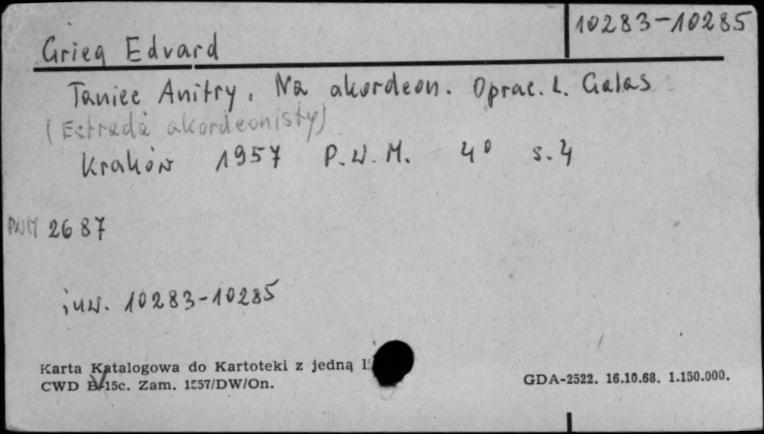 10283-10285
Grieg Edvard
Taniec Anitry. Na akordeon. Oprac. L. Galas
(Estrada akordeonisty)
Kraków 1957 P.W.M. 4° s. 4
PWM 2687
inw. 10283-10285
Karta Katalogowa do Kartoteki z jedną
CWD B/15c. Zam. 1557/DW/On.
GDA-2522. 16.10.68. 1.150.000.